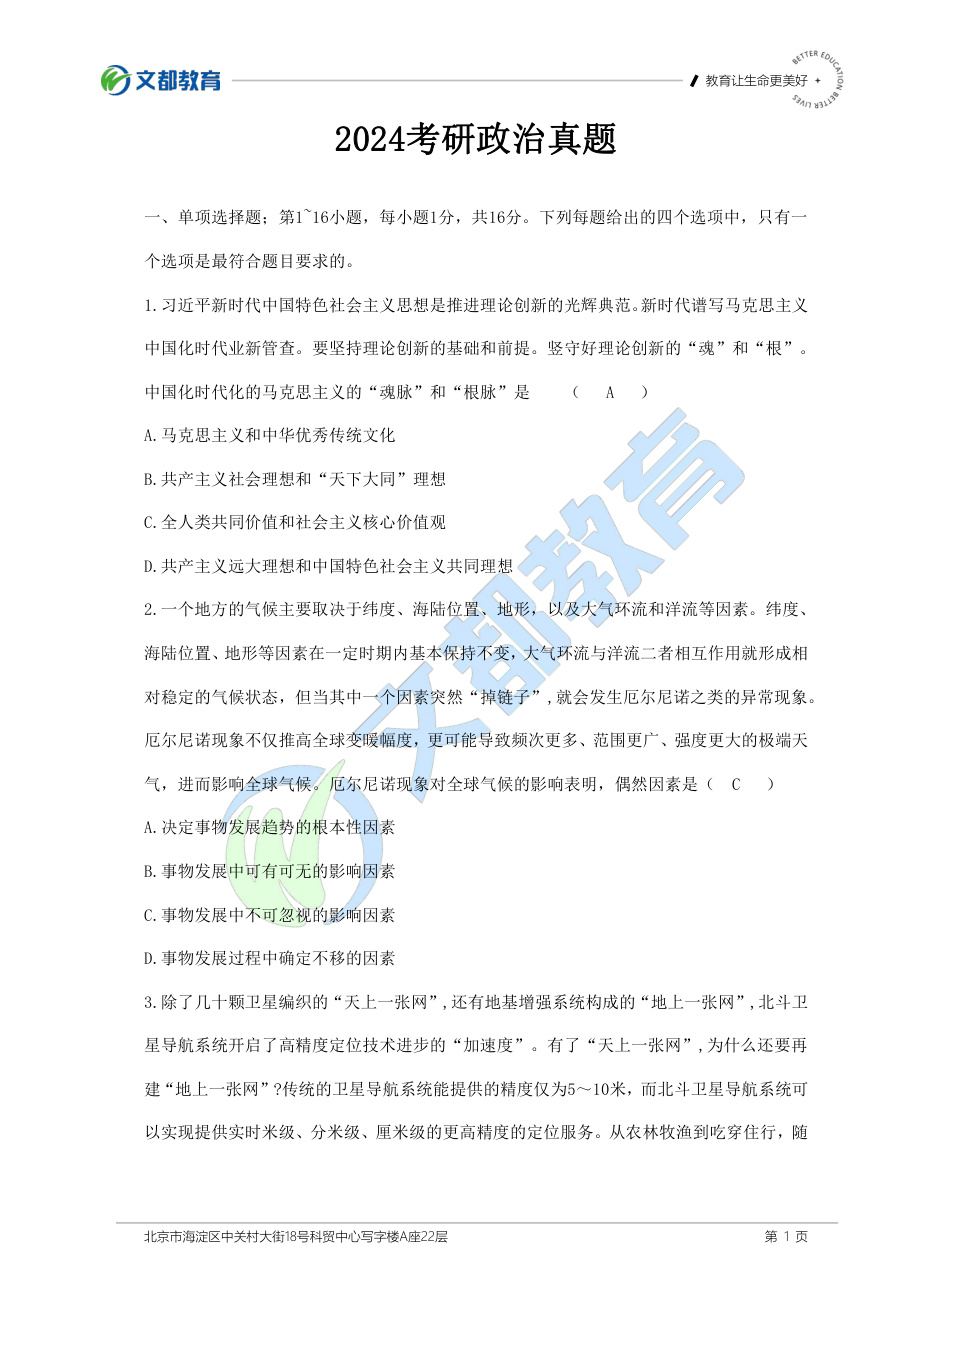 文都教育
教育让生命更美好
BETTER EDUCATION BETTER LIVES
2024考研政治真题
一、单项选择题；第1~16小题，每小题1分，共16分。下列每题给出的四个选项中，只有一
个选项是最符合题目要求的。
1.习近平新时代中国特色社会主义思想是推进理论创新的光辉典范。新时代谱写马克思主义
中国化时代业新管查。要坚持理论创新的基础和前提。竖守好理论创新的“魂”和“根”。
中国化时代化的马克思主义的“魂脉”和“根脉”是 （ A ）
A.马克思主义和中华优秀传统文化
B.共产主义社会理想和“天下大同”理想
C.全人类共同价值和社会主义核心价值观
D.共产主义远大理想和中国特色社会主义共同理想
2.一个地方的气候主要取决于纬度、海陆位置、地形，以及大气环流和洋流等因素。纬度、
海陆位置、地形等因素在一定时期内基本保持不变，大气环流与洋流二者相互作用就形成相
对稳定的气候状态，但当其中一个因素突然“掉链子”,就会发生厄尔尼诺之类的异常现象。
厄尔尼诺现象不仅推高全球变暖幅度，更可能导致频次更多、范围更广、强度更大的极端天
气，进而影响全球气候。厄尔尼诺现象对全球气候的影响表明，偶然因素是（ C ）
A.决定事物发展趋势的根本性因素
B.事物发展中可有可无的影响因素
C.事物发展中不可忽视的影响因素
D.事物发展过程中确定不移的因素
3.除了几十颗卫星编织的“天上一张网”,还有地基增强系统构成的“地上一张网”,北斗卫
星导航系统开启了高精度定位技术进步的“加速度”。有了“天上一张网”,为什么还要再
建“地上一张网”?传统的卫星导航系统能提供的精度仅为5～10米，而北斗卫星导航系统可
以实现提供实时米级、分米级、厘米级的更高精度的定位服务。从农林牧渔到吃穿住行，随
文都教育
北京市海淀区中关村大街18号科贸中心写字楼A座22层
第 1 页